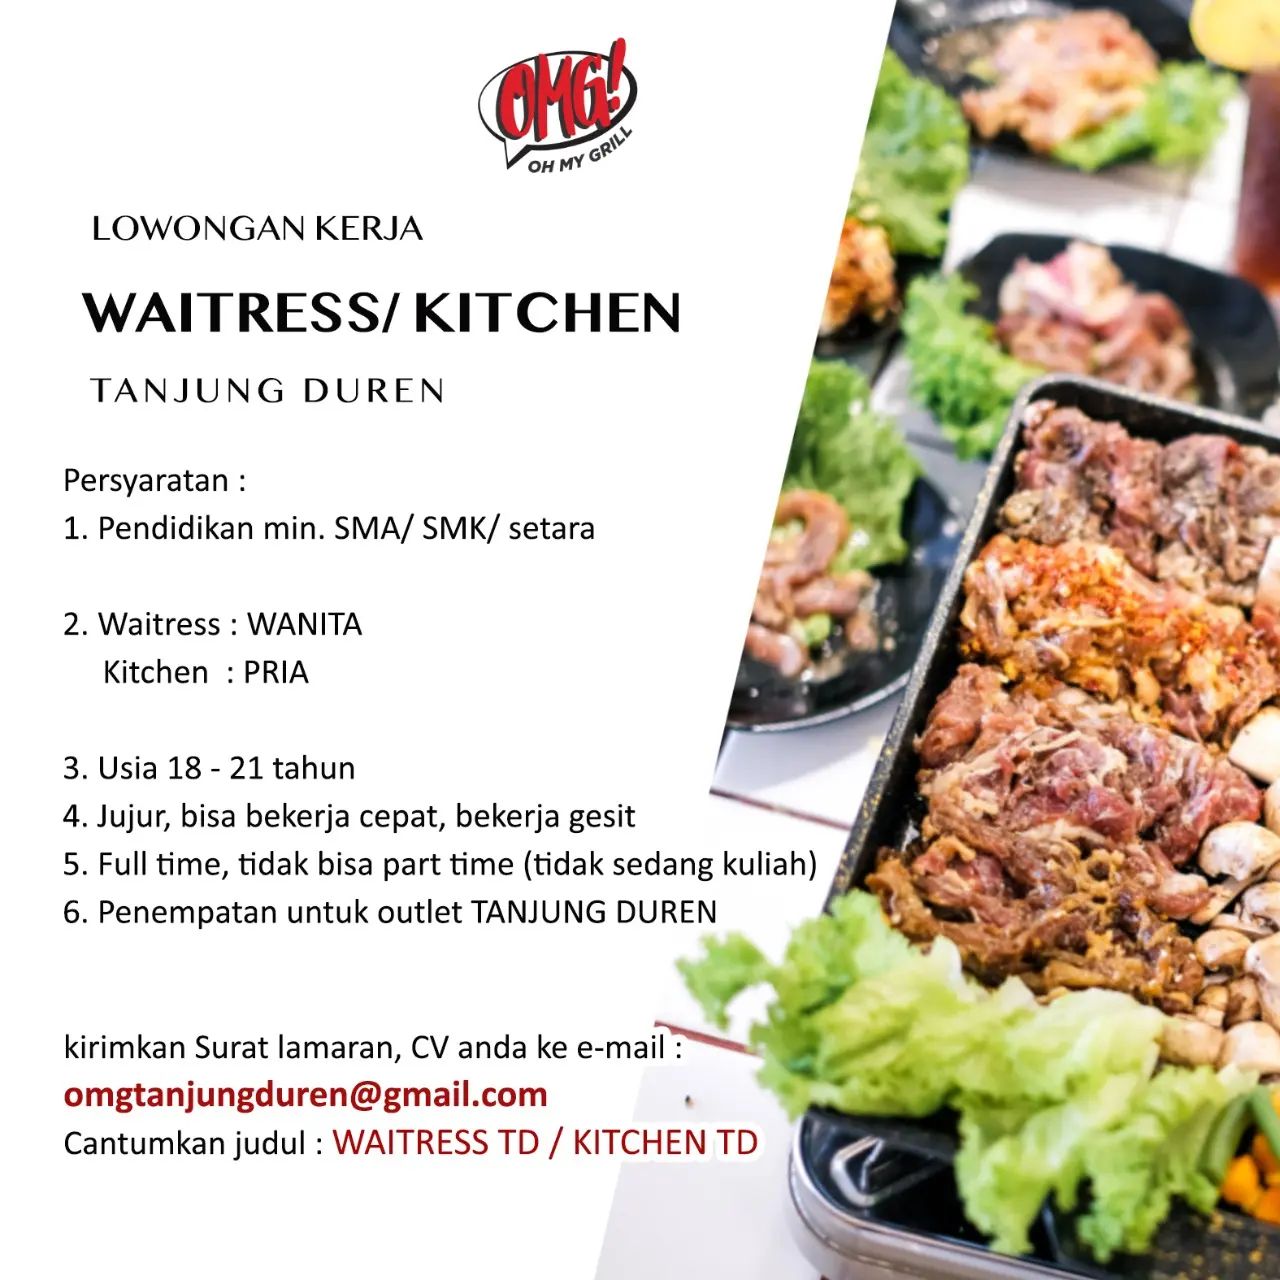 OMG!
OH MY GRILL
LOWONGAN KERJA
WAITRESS/ KITCHEN
TANJUNG DUREN
Persyaratan :
1. Pendidikan min. SMA/ SMK/ setara
2. Waitress : WANITA
Kitchen : PRIA
3. Usia 18 - 21 tahun
4. Jujur, bisa bekerja cepat, bekerja gesit
5. Full time, tidak bisa part time (tidak sedang kuliah)
6. Penempatan untuk outlet TANJUNG DUREN
kirimkan Surat lamaran, CV anda ke e-mail :
omgtanjungduren@gmail.com
Cantumkan judul : WAITRESS TD / KITCHEN TD